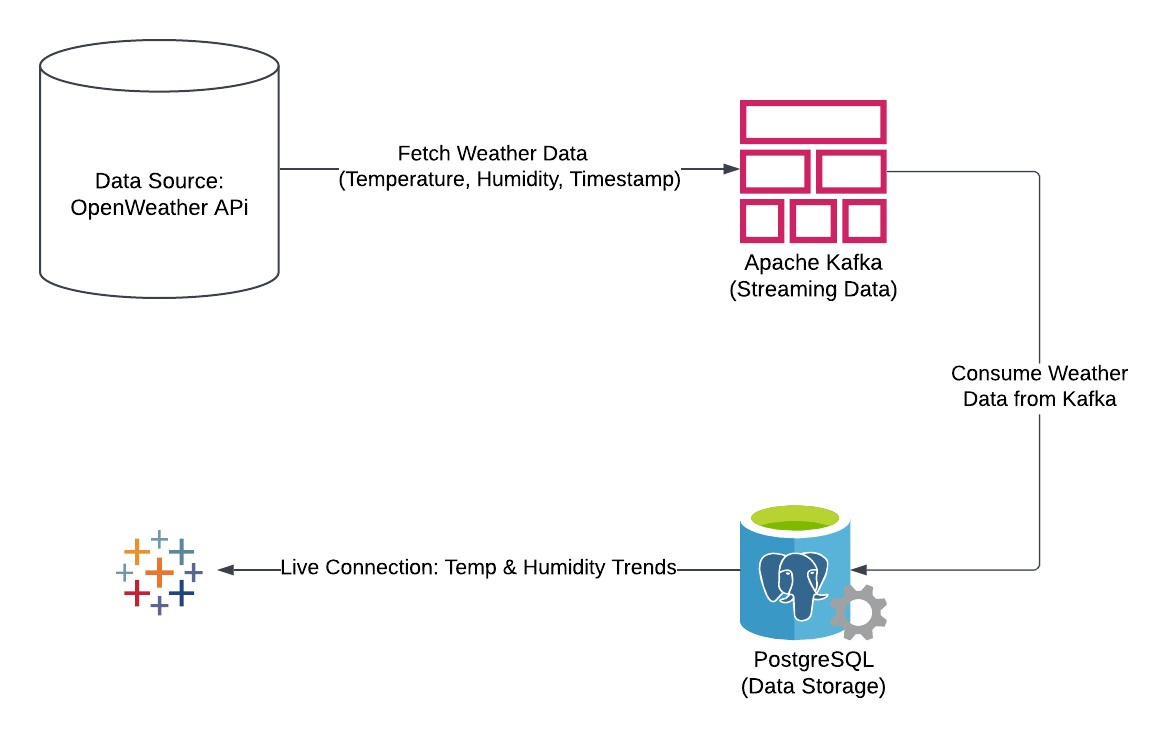 Data Source:
OpenWeather APi
Fetch Weather Data
(Temperature, Humidity, Timestamp)
Apache Kafka
(Streaming Data)
Consume Weather
Data from Kafka
Live Connection: Temp & Humidity Trends
PostgreSQL
(Data Storage)